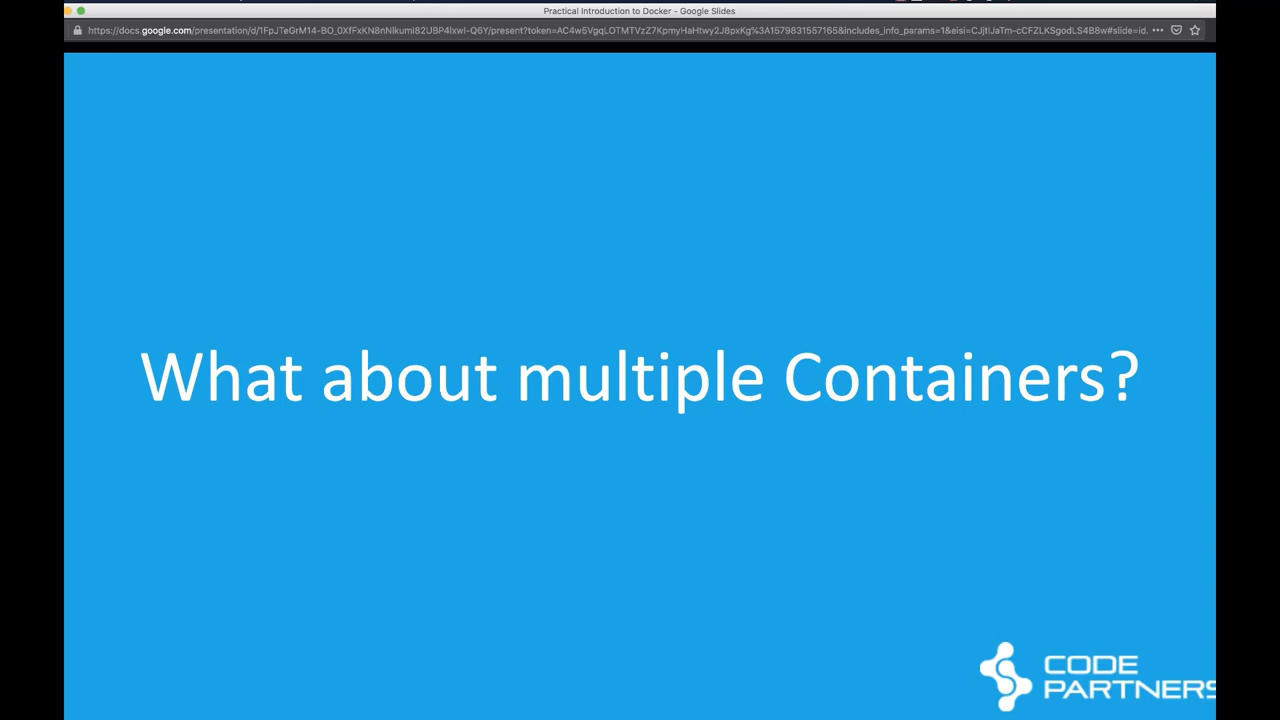 Practical Introduction to Docker - Google Slides
What about multiple Containers?
CODE
PARTNERS